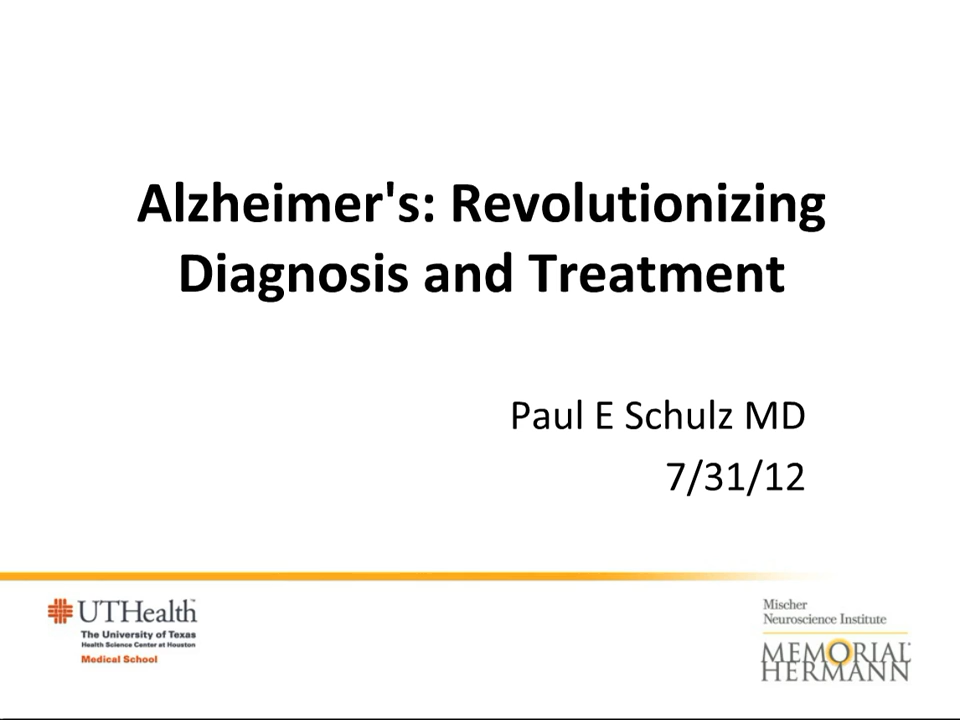 Alzheimer's: Revolutionizing
Diagnosis and Treatment
Paul E Schulz MD
7/31/12
UTHealth™
The University of Texas
Health Science Center at Houston
Medical School
Mischer
Neuroscience Institute
MEMORIAL
HERMANN